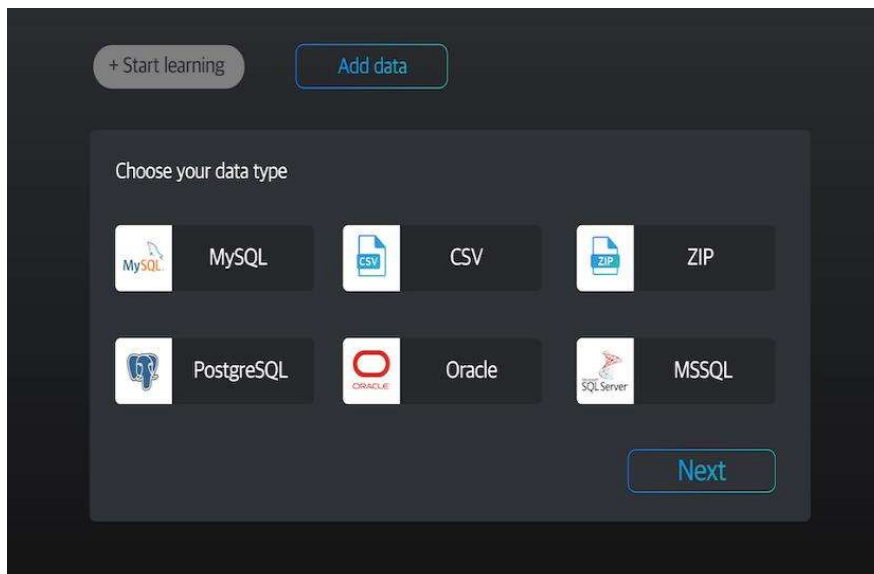 + Start learning
Add data
Choose your data type
MySQL
MySQL
CSV
CSV
ZIP
ZIP
PostgreSQL
ORACLE
Oracle
SQL Server
MSSQL
Next